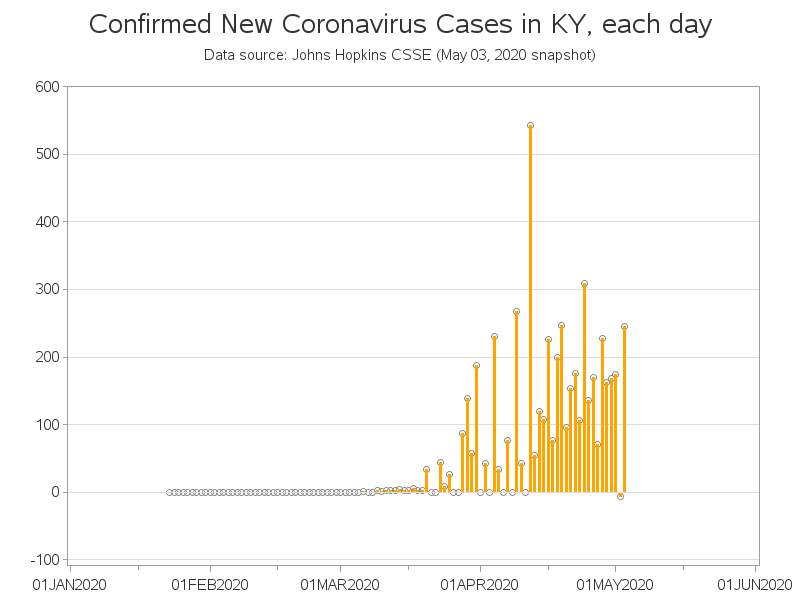 Confirmed New Coronavirus Cases in KY, each day
Data source: Johns Hopkins CSSE (May 03, 2020 snapshot)
600
500
400
300
200
100
0
-100
01JAN2020 01FEB2020 01MAR2020 01APR2020 01MAY2020 01JUN2020